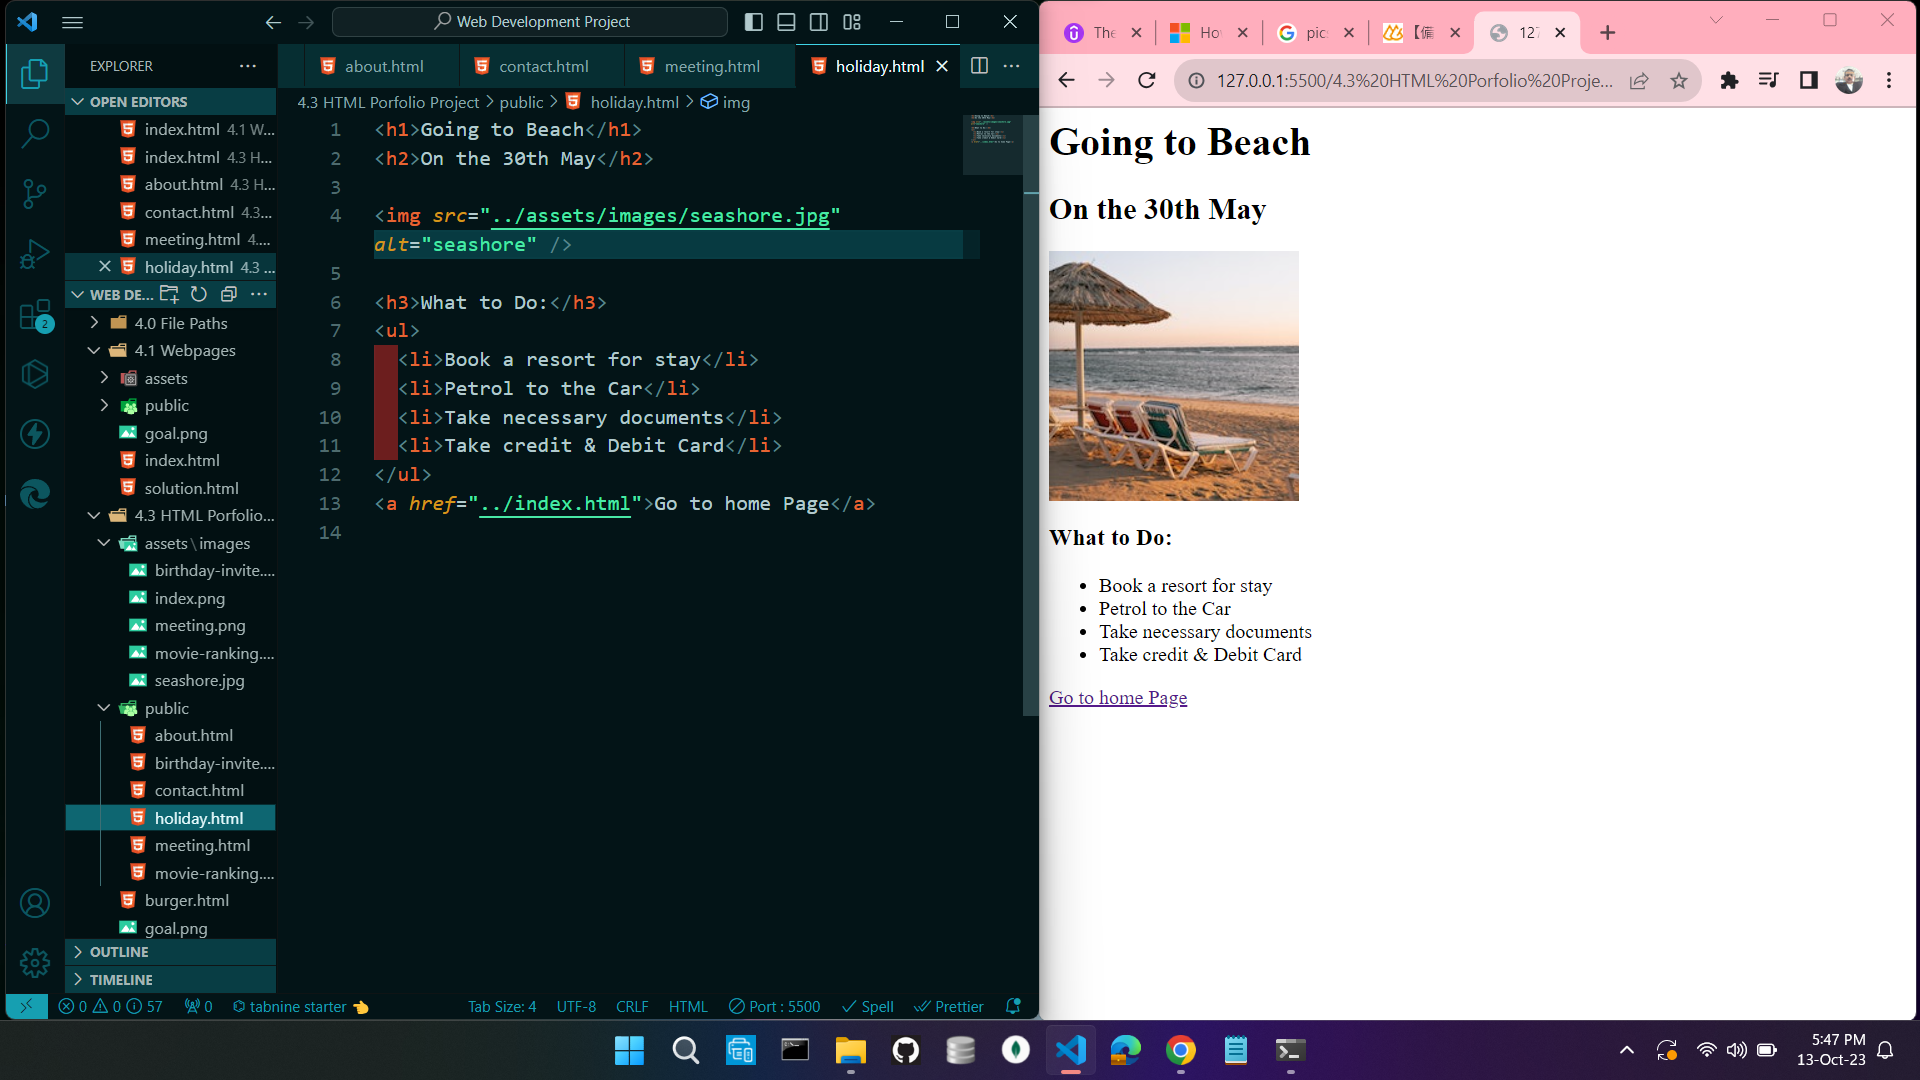 Web Development Project
EXPLORER
OPEN EDITORS
index.html 4.1 W...
index.html 4.3 H...
about.html 4.3 H...
contact.html 4.3...
meeting.html 4....
holiday.html 4.3 ...
WEB DE...
4.0 File Paths
4.1 Webpages
assets
public
goal.png
index.html
solution.html
4.3 HTML Porfolio...
assets\images
birthday-invite....
index.png
meeting.png
movie-ranking....
seashore.jpg
public
about.html
birthday-invite....
contact.html
holiday.html
meeting.html
movie-ranking....
burger.html
goal.png
OUTLINE
TIMELINE
2
about.html contact.html meeting.html holiday.html
4.3 HTML Porfolio Project > public > holiday.html > img
1 <h1>Going to Beach</h1>
2 <h2>On the 30th May</h2>
3
4 <img src="../assets/images/seashore.jpg"
alt="seashore" />
5
6 <h3>What to Do:</h3>
7 <ul>
8 <li>Book a resort for stay</li>
9 <li>Petrol to the Car</li>
10 <li>Take necessary documents</li>
11 <li>Take credit & Debit Card</li>
12 </ul>
13 <a href="../index.html">Go to home Page</a>
14
0 0 57 0 tabnine starter Tab Size: 4 UTF-8 CRLF HTML Port : 5500 Spell Prettier
The Hov pic 127
127.0.0.1:5500/4.3%20HTML%20Porfolio%20Proje...
Going to Beach
On the 30th May
What to Do:
• Book a resort for stay
• Petrol to the Car
• Take necessary documents
• Take credit & Debit Card
Go to home Page
5:47 PM
13-Oct-23